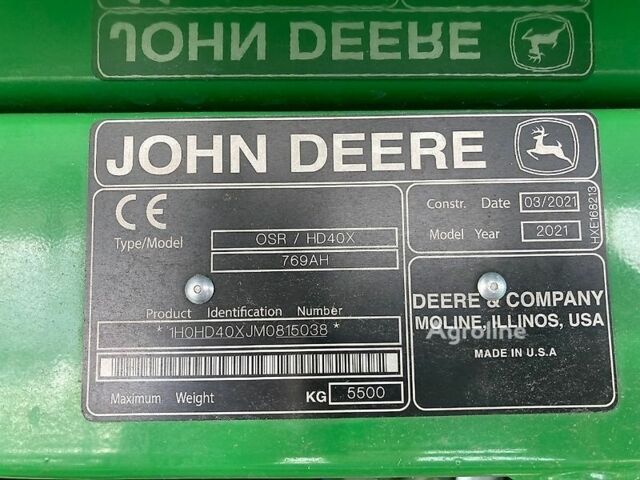 JOHN DEERE
JOHN DEERE
CE
Type/Model OSR / HD40X
769AH
Constr. Date 03/2021
Model Year 2021
HXE168213
Product Identification Number
* 1H0HD40XJM0815038 *
Maximum Weight KG 5500
DEERE & COMPANY
MOLINE, ILLINOS, USA
MADE IN U.S.A
Agroline